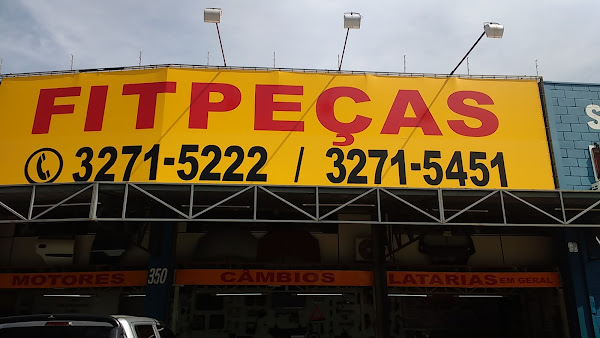 FITPEÇAS
3271-5222 / 3271-5451
S
MOTORES 350 CÂMBIOS LATARIAS EM GERAL